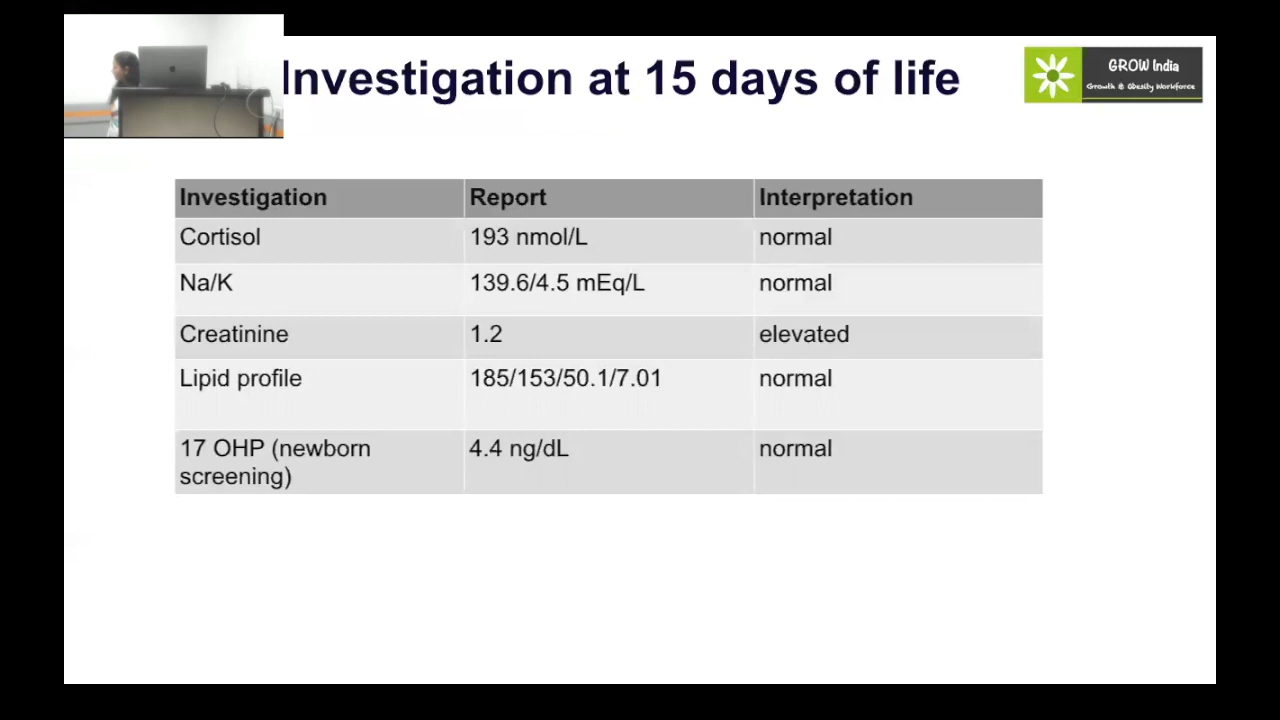 Investigation at 15 days of life
GROW India
Growth & Obesity Workforce
Investigation Report Interpretation
Cortisol 193 nmol/L normal
Na/K 139.6/4.5 mEq/L normal
Creatinine 1.2 elevated
Lipid profile 185/153/50.1/7.01 normal
17 OHP (newborn 4.4 ng/dL normal
screening)